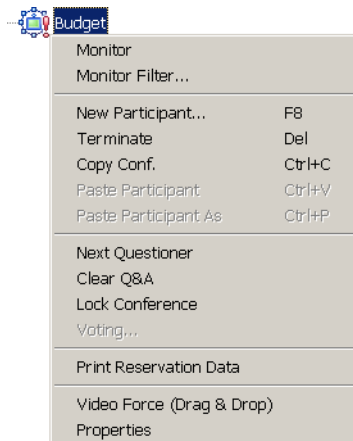 Budget
Monitor
Monitor Filter...
New Participant... F8
Terminate Del
Copy Conf. Ctrl+C
Paste Participant Ctrl+V
Paste Participant As Ctrl+P
Next Questioner
Clear Q&A
Lock Conference
Voting...
Print Reservation Data
Video Force (Drag & Drop)
Properties